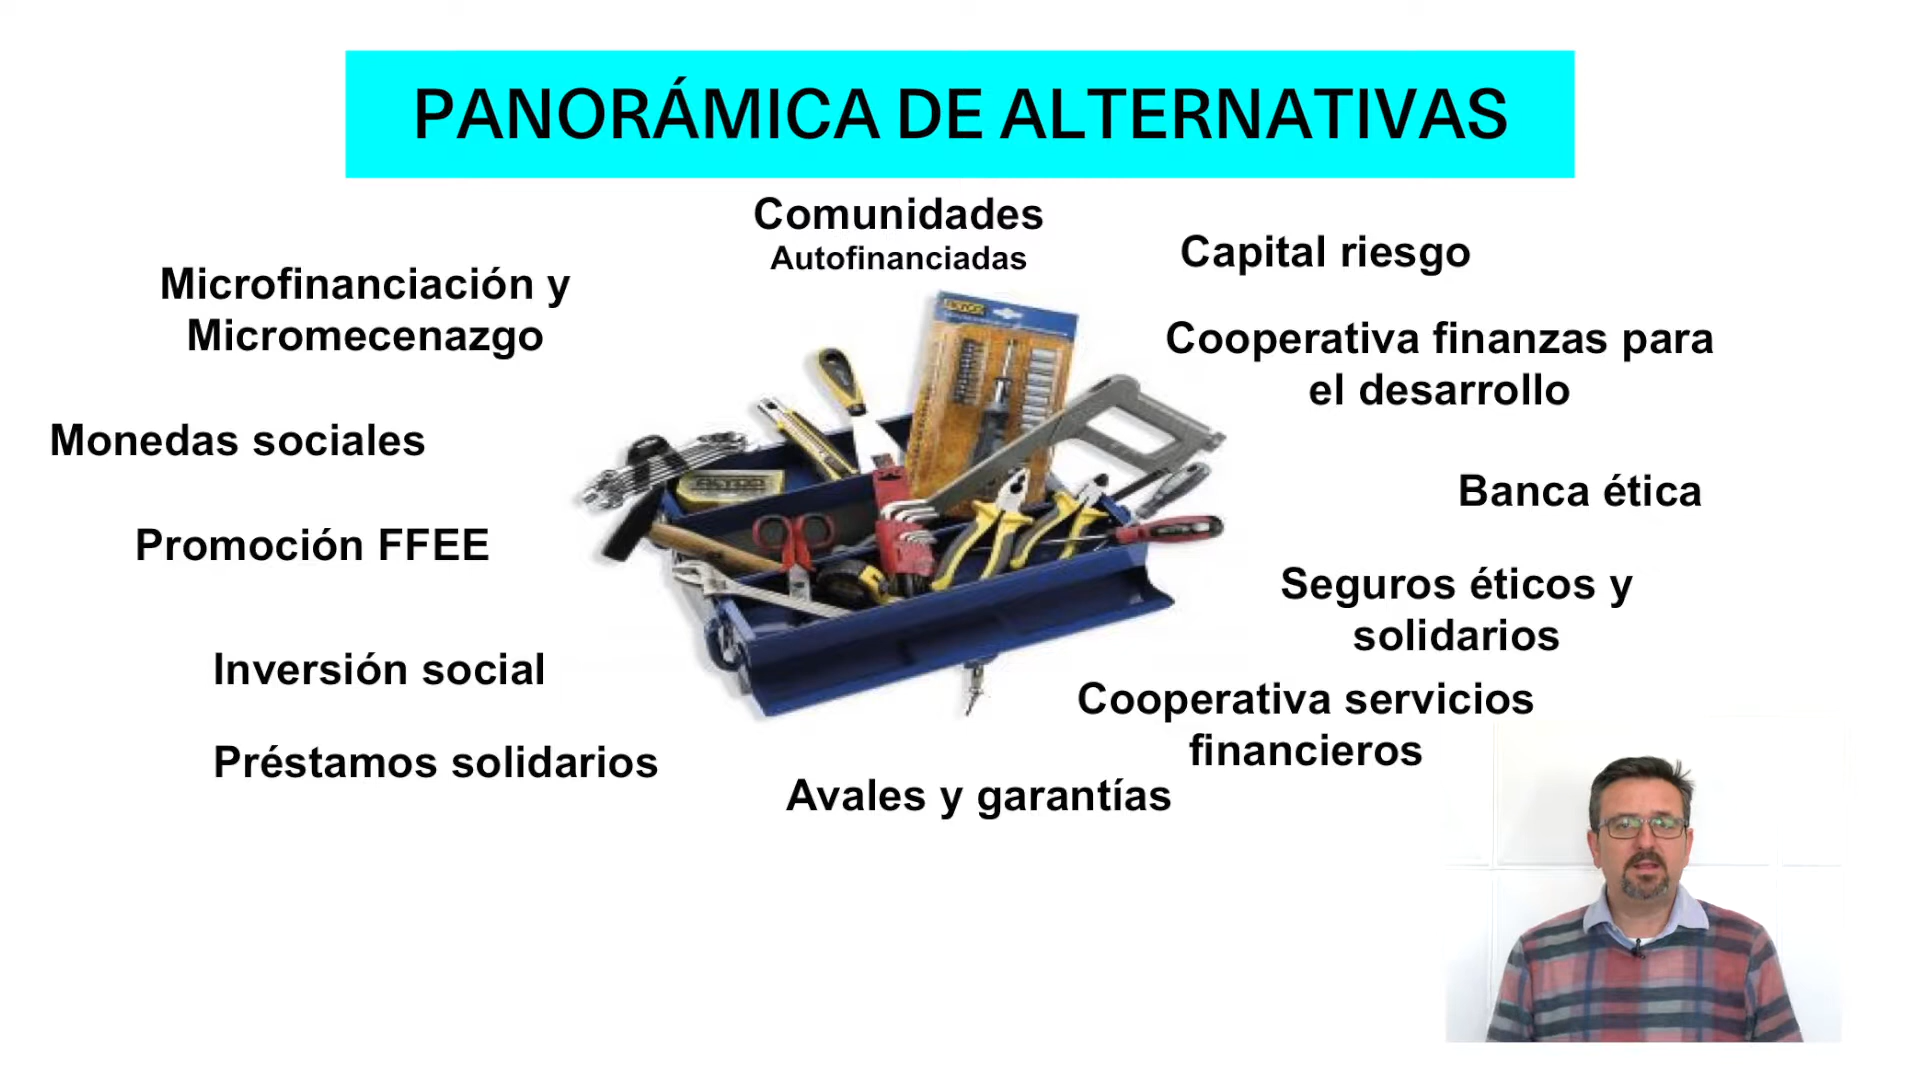 PANORÁMICA DE ALTERNATIVAS
Comunidades
Autofinanciadas
Capital riesgo
Microfinanciación y
Micromecenazgo
Cooperativa finanzas para
el desarrollo
Monedas sociales
Banca ética
Promoción FFEE
Seguros éticos y
solidarios
Inversión social
Cooperativa servicios
financieros
Préstamos solidarios
Avales y garantías